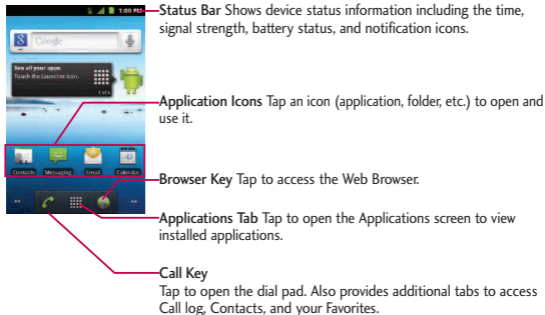 1:00 PM
Google
See all your apps.
Touch the Launcher icon.
1 of 6
Contacts
Messaging
Email
Calendar
Status Bar Shows device status information including the time,
signal strength, battery status, and notification icons.
Application Icons Tap an icon (application, folder, etc.) to open and
use it.
Browser Key Tap to access the Web Browser.
Applications Tab Tap to open the Applications screen to view
installed applications.
Call Key
Tap to open the dial pad. Also provides additional tabs to access
Call log, Contacts, and your Favorites.